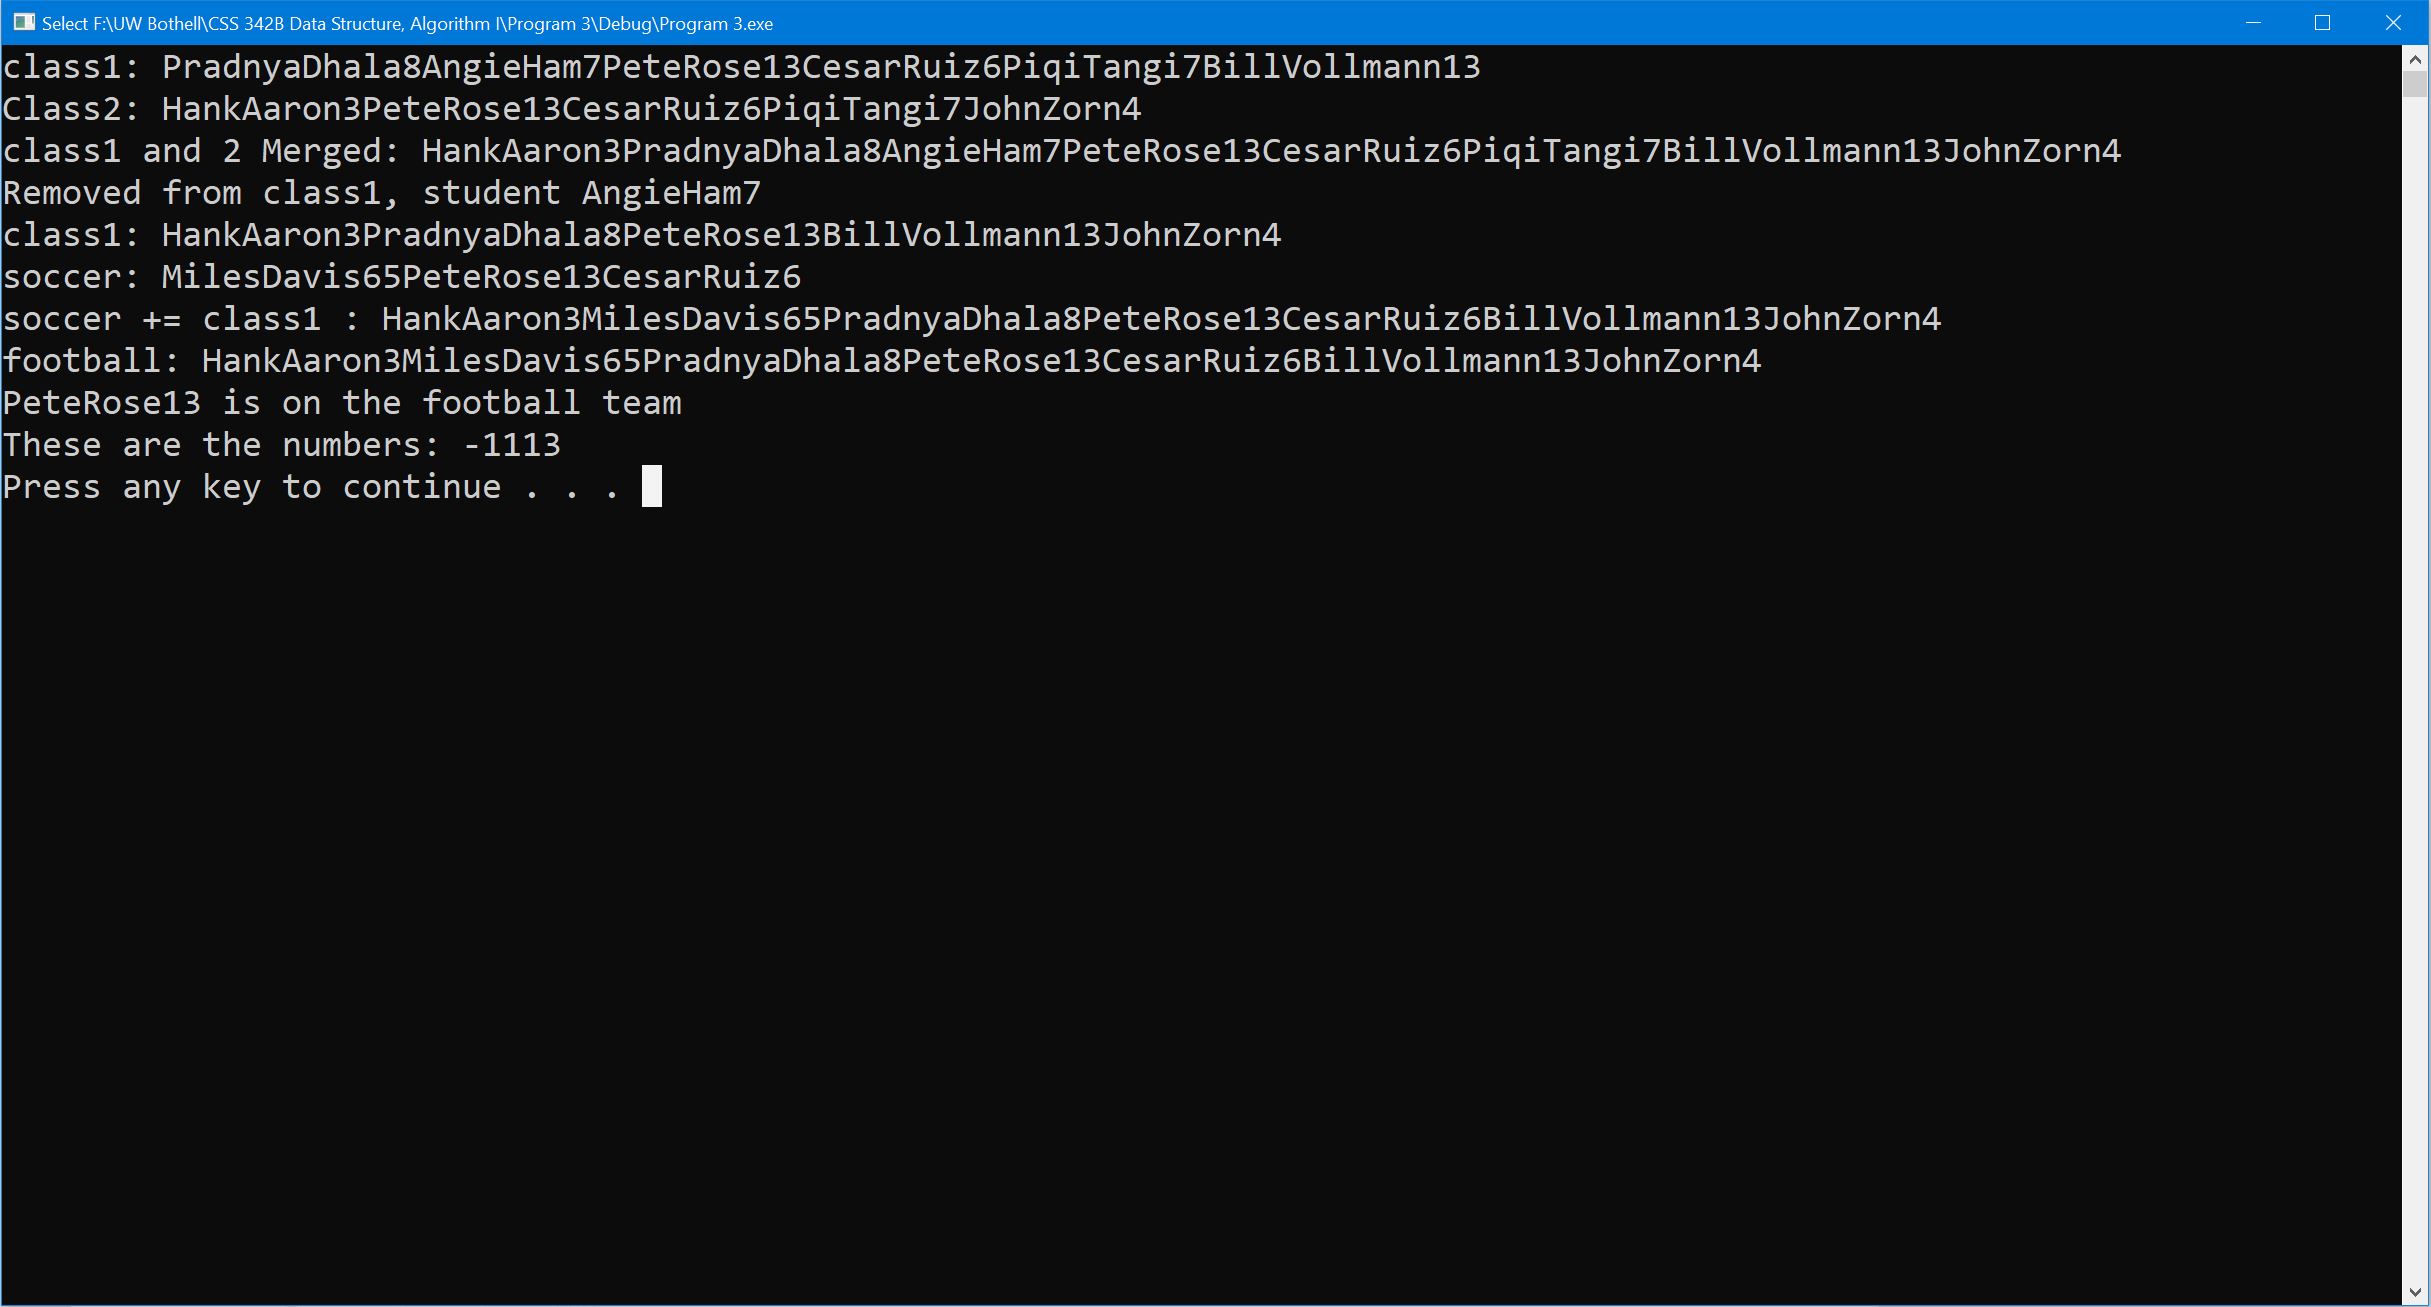 Select F:\UW Bothell\CSS 342B Data Structure, Algorithm I\Program 3\Debug\Program 3.exe
class1: PradnyaDhala8AngieHam7PeteRose13CesarRuiz6PiqiTangi7BillVollmann13
Class2: HankAaron3PeteRose13CesarRuiz6PiqiTangi7JohnZorn4
class1 and 2 Merged: HankAaron3PradnyaDhala8AngieHam7PeteRose13CesarRuiz6PiqiTangi7BillVollmann13JohnZorn4
Removed from class1, student AngieHam7
class1: HankAaron3PradnyaDhala8PeteRose13BillVollmann13JohnZorn4
soccer: MilesDavis65PeteRose13CesarRuiz6
soccer += class1 : HankAaron3MilesDavis65PradnyaDhala8PeteRose13CesarRuiz6BillVollmann13JohnZorn4
football: HankAaron3MilesDavis65PradnyaDhala8PeteRose13CesarRuiz6BillVollmann13JohnZorn4
PeteRose13 is on the football team
These are the numbers: -1113
Press any key to continue . . .